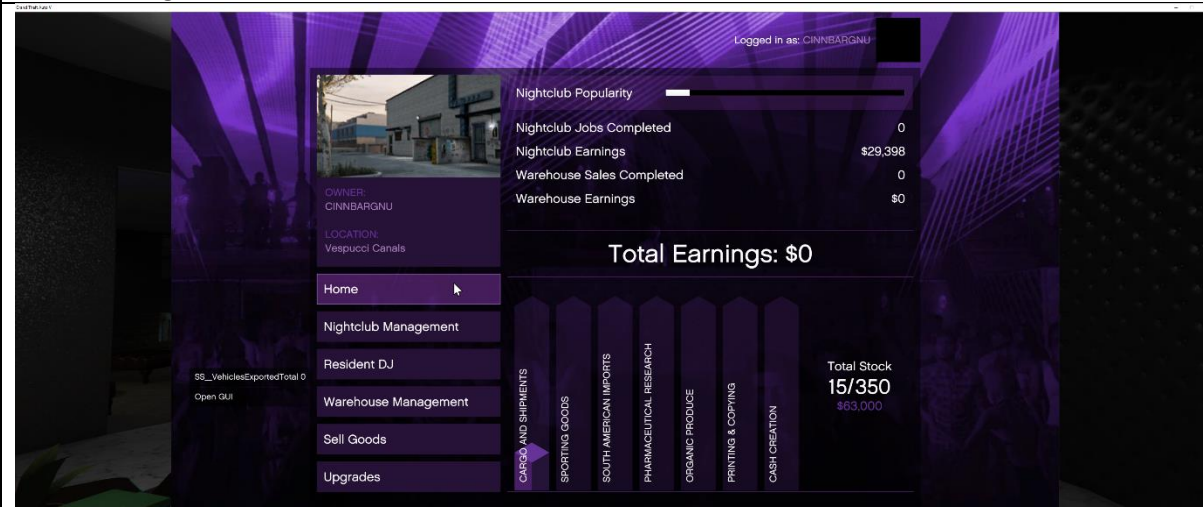 Grand Theft Auto V
Logged in as: CINNBARGNU
Nightclub Popularity
Nightclub Jobs Completed 0
Nightclub Earnings $29,398
Warehouse Sales Completed 0
Warehouse Earnings $0
OWNER:
CINNBARGNU
LOCATION:
Vespucci Canals
Total Earnings: $0
Home
Nightclub Management
Resident DJ
Warehouse Management
Sell Goods
Upgrades
SS_VehiclesExportedTotal 0
Open GUI
CARGO AND SHIPMENTS
SPORTING GOODS
SOUTH AMERICAN IMPORTS
PHARMACEUTICAL RESEARCH
ORGANIC PRODUCE
PRINTING & COPYING
CASH CREATION
Total Stock
15/350
$63,000